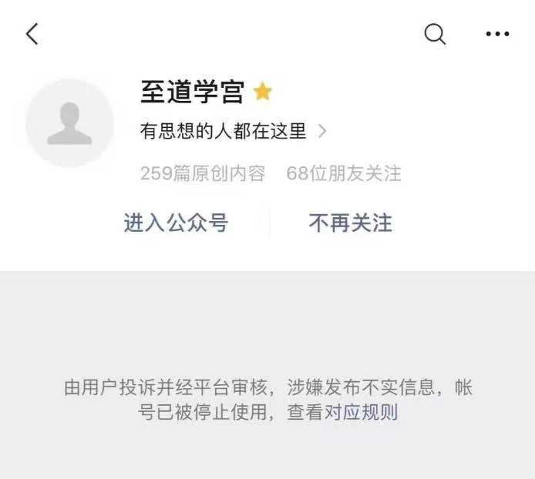 至道学宫
有思想的人都在这里
259篇原创内容 68位朋友关注
进入公众号 不再关注
由用户投诉并经平台审核，涉嫌发布不实信息，帐
号已被停止使用，查看对应规则